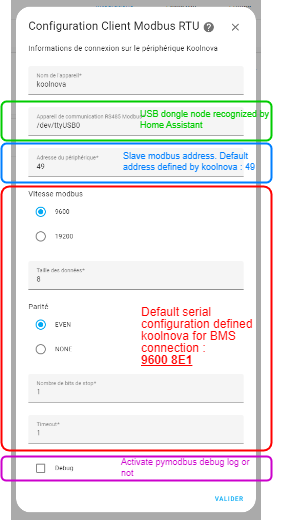 Configuration Client Modbus RTU ? ×
Informations de connexion sur le périphérique Koolnova
Nom de l'appareil*
koolnova
Appareil de communication RS485 Modbus
/dev/ttyUSB0
USB dongle node recognized by
Home Assistant
Adresse du périphérique*
49
Slave modbus address. Default
address defined by koolnova : 49
Vitesse modbus
9600
19200
Taille des données*
8
Parité
EVEN
NONE
Default serial
configuration defined
koolnova for BMS
connection :
9600 8E1
Nombre de bits de stop*
1
Timeout*
1
Debug
Activate pymodbus debug log or
not
VALIDER